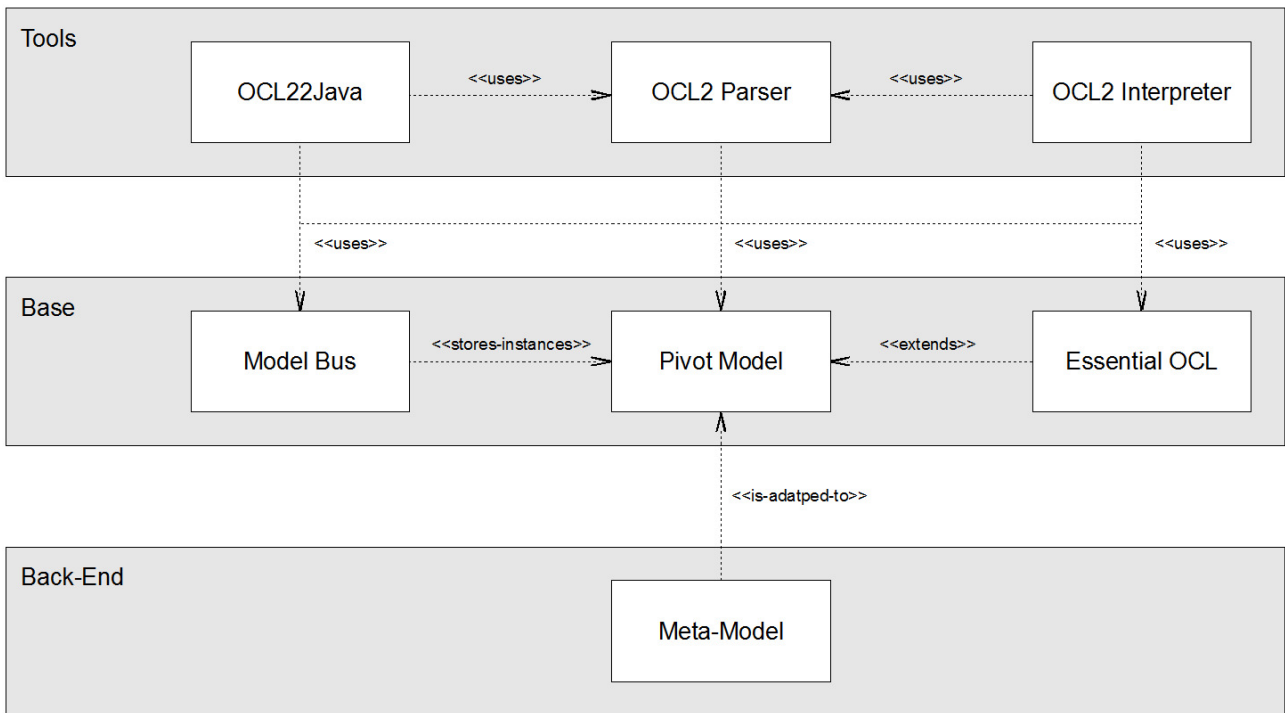 Tools
OCL22Java
<<uses>>
OCL2 Parser
<<uses>>
OCL2 Interpreter
<<uses>>
<<uses>>
<<uses>>
Base
Model Bus
<<stores-instances>>
Pivot Model
<<extends>>
Essential OCL
<<is-adatped-to>>
Back-End
Meta-Model